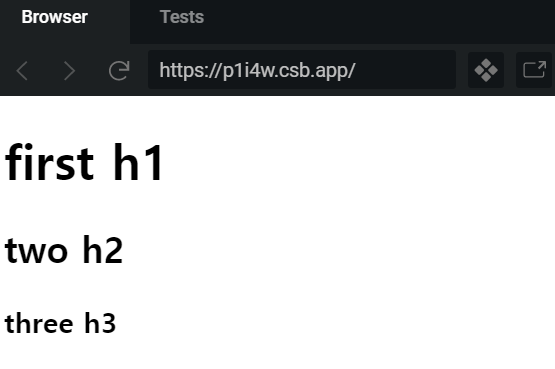 Browser Tests
https://p1i4w.csb.app/
first h1
two h2
three h3